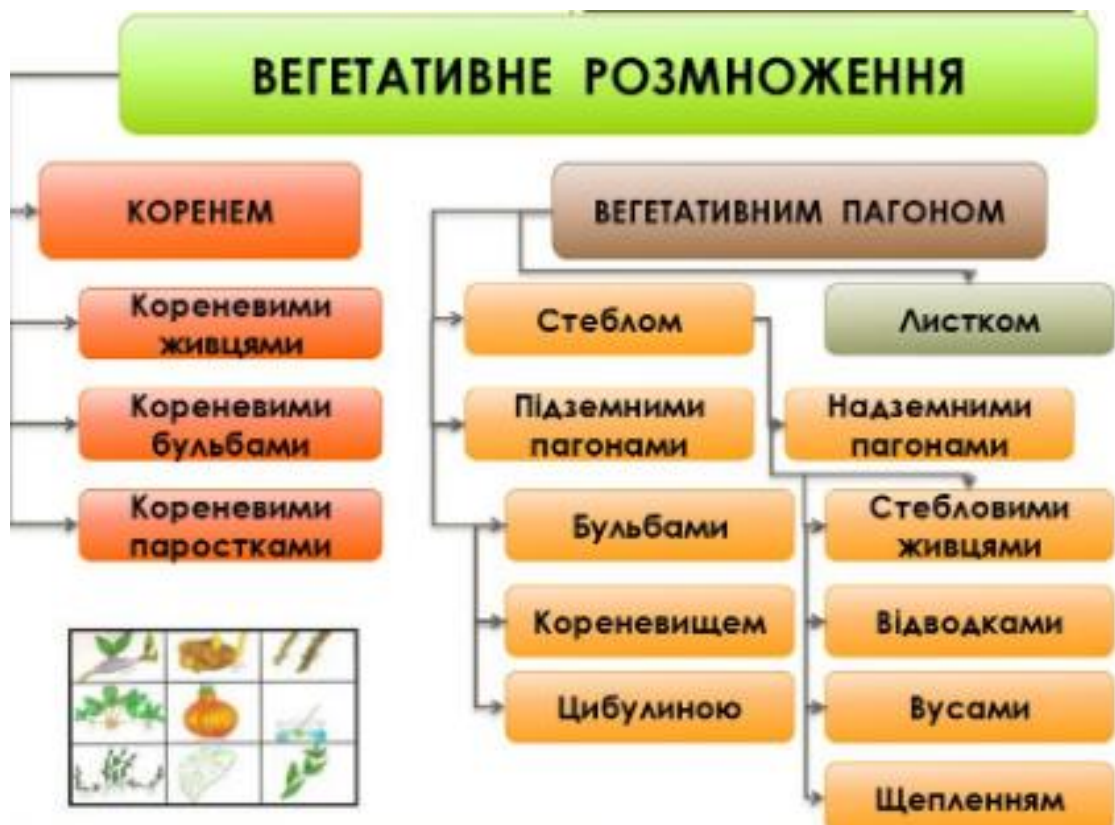 ВЕГЕТАТИВНЕ РОЗМНОЖЕННЯ
КОРЕНЕМ
Кореневими
живцями
Кореневими
бульбами
Кореневими
паростками
ВЕГЕТАТИВНИМ ПАГОНОМ
Стеблом
Листком
Підземними
пагонами
Надземними
пагонами
Бульбами
Кореневищем
Цибулиною
Стебловими
живцями
Відводками
Вусами
Щепленням